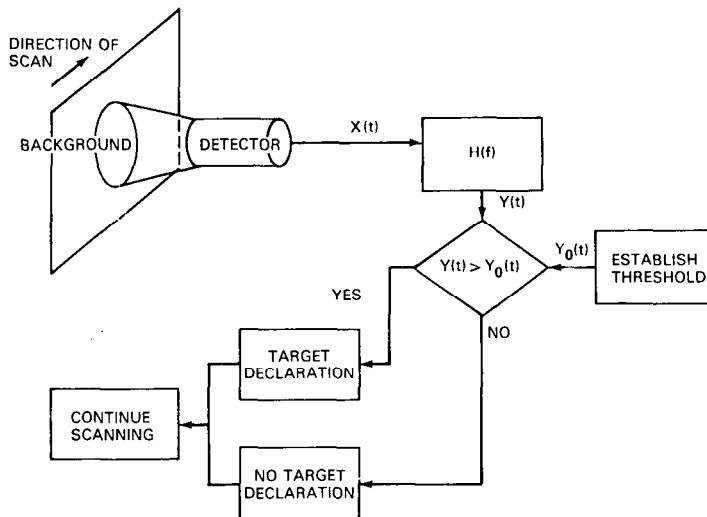 DIRECTION OF
SCAN
BACKGROUND
DETECTOR
X(t)
H(f)
Y(t)
Y(t) > Y₀(t)
Y₀(t)
ESTABLISH
THRESHOLD
YES
NO
TARGET
DECLARATION
CONTINUE
SCANNING
NO TARGET
DECLARATION